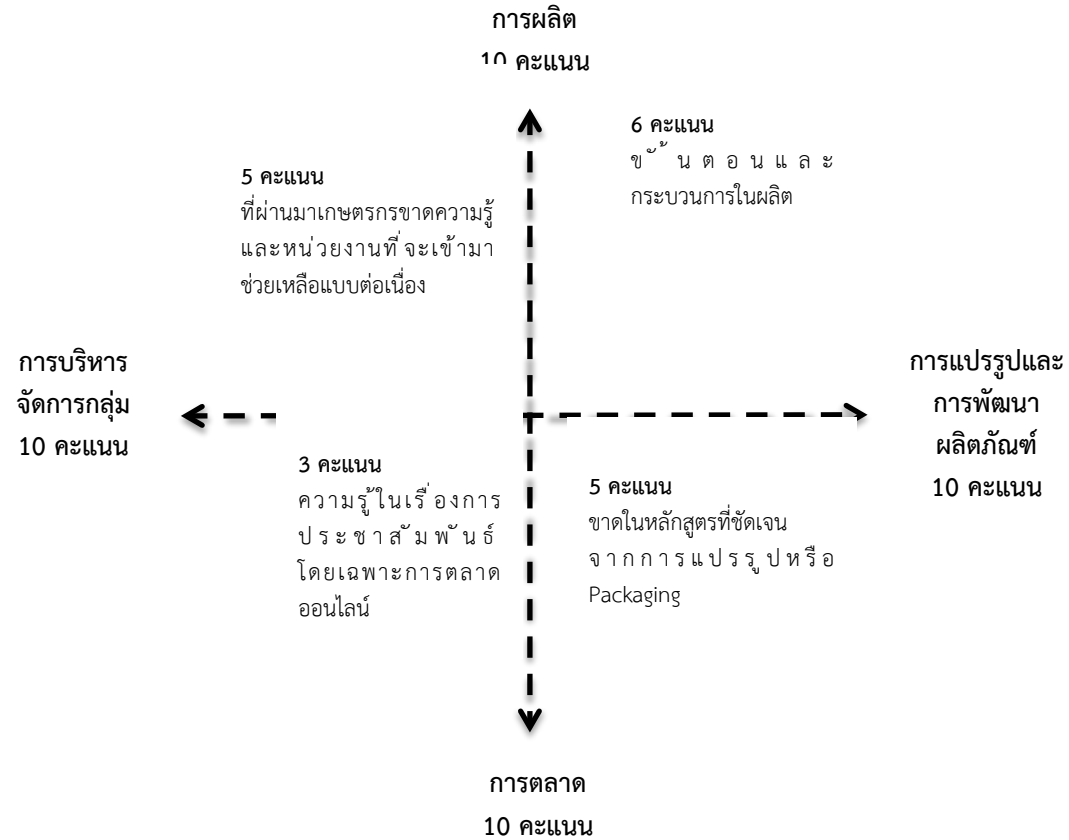 การผลิต
10 คะแนน
6 คะแนน
ขั้นตอนและ
กระบวนการในผลิต
5 คะแนน
ที่ผ่านมาเกษตรกรขาดความรู้
และหน่วยงานที่จะเข้ามา
ช่วยเหลือแบบต่อเนื่อง
การบริหาร
จัดการกลุ่ม
10 คะแนน
การแปรรูปและ
การพัฒนา
ผลิตภัณฑ์
10 คะแนน
3 คะแนน
ความรู้ในเรื่องการ
ประชาสัมพันธ์
โดยเฉพาะการตลาด
ออนไลน์
5 คะแนน
ขาดในหลักสูตรที่ชัดเจน
จากการแปรรูปหรือ
Packaging
การตลาด
10 คะแนน